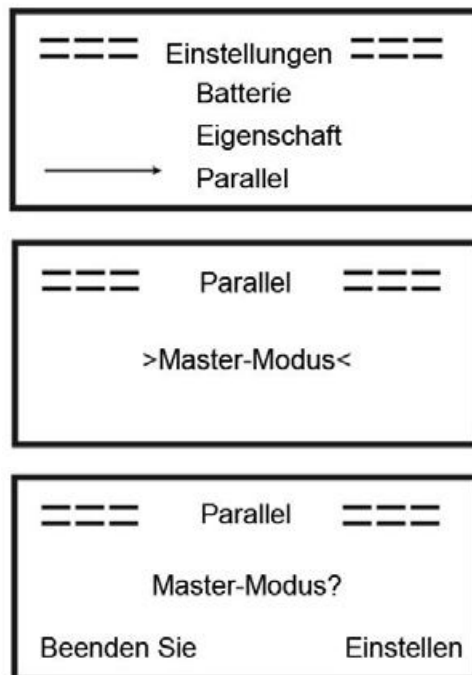 === Einstellungen ===
Batterie
Eigenschaft
Parallel
=== Parallel ===
>Master-Modus<
=== Parallel ===
Master-Modus?
Beenden Sie Einstellen